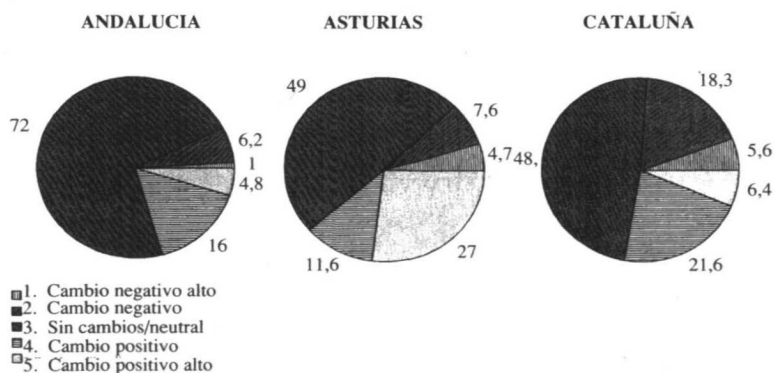 ANDALUCIA ASTURIAS CATALUÑA
72
6,2
1
4,8
16
49
7,6
4,7
27
11,6
48,
18,3
5,6
6,4
21,6
1. Cambio negativo alto
2. Cambio negativo
3. Sin cambios/neutral
4. Cambio positivo
5. Cambio positivo alto